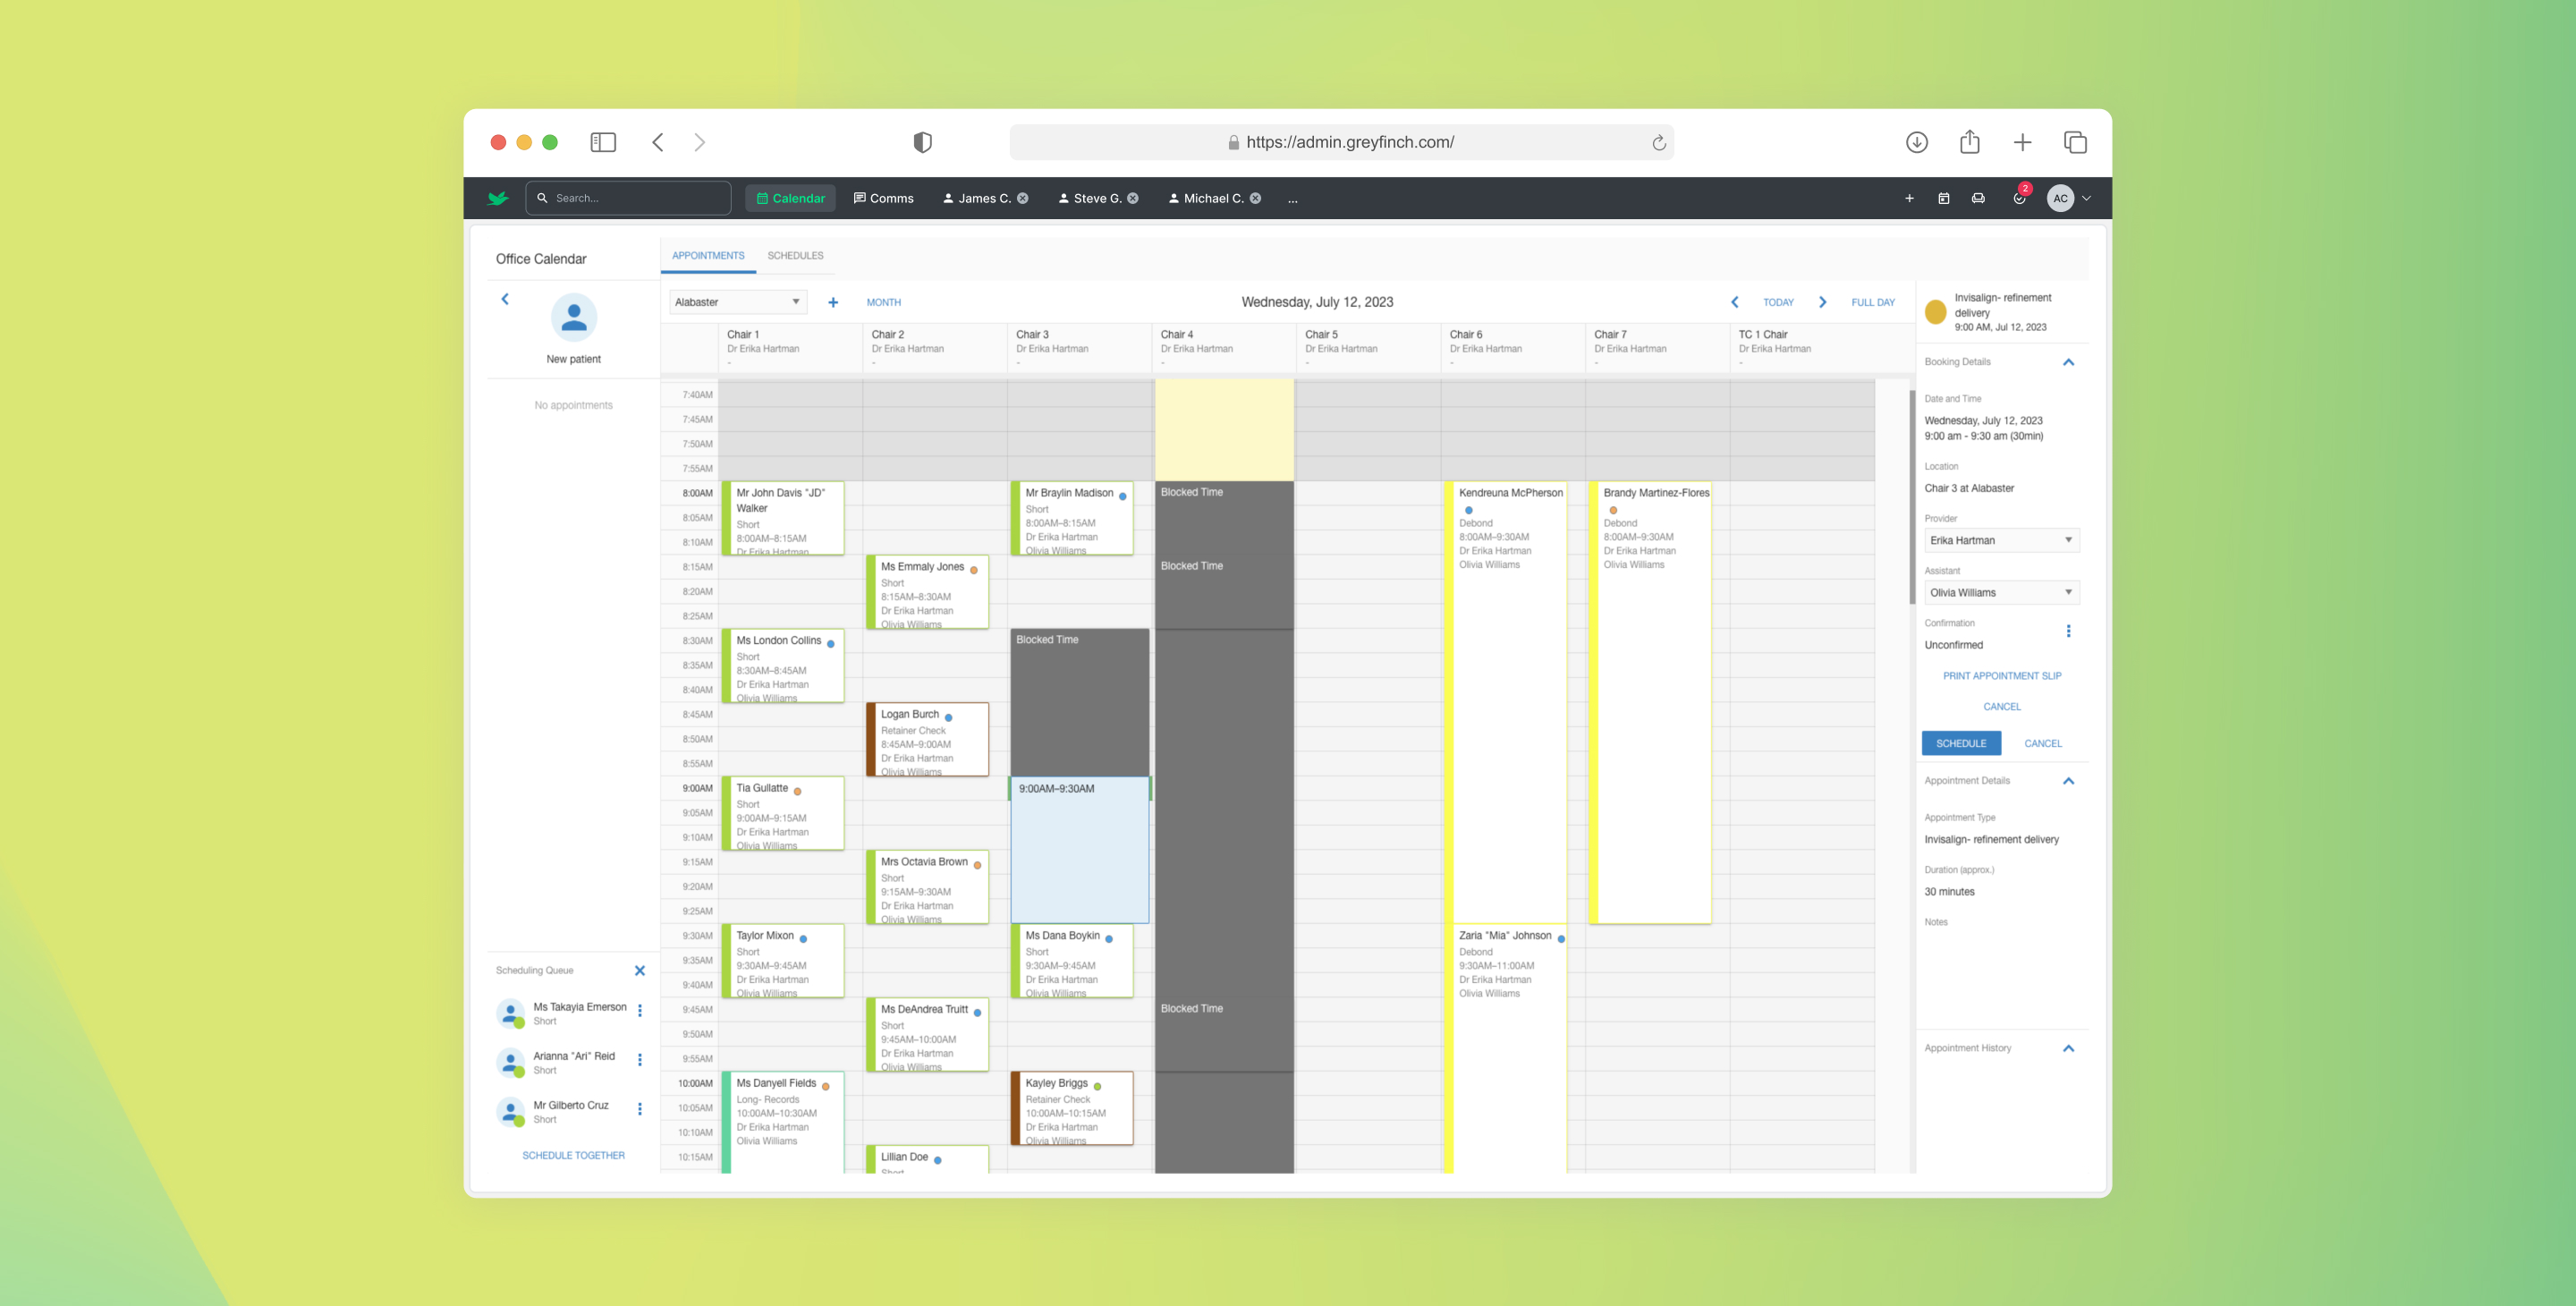 https://admin.greyfinch.com/
Search...
Calendar
Comms
James C.
Steve G.
Michael C.
...
2
AC
Office Calendar
New patient
No appointments
Scheduling Queue
Ms Takayia Emerson
Short
Arianna "Ari" Reid
Short
Mr Gilberto Cruz
Short
SCHEDULE TOGETHER
APPOINTMENTS
SCHEDULES
Alabaster
MONTH
Wednesday, July 12, 2023
TODAY
FULL DAY
Chair 1
Dr Erika Hartman
-
Chair 2
Dr Erika Hartman
-
Chair 3
Dr Erika Hartman
-
Chair 4
Dr Erika Hartman
-
Chair 5
Dr Erika Hartman
-
Chair 6
Dr Erika Hartman
-
Chair 7
Dr Erika Hartman
-
TC 1 Chair
Dr Erika Hartman
-
7:40AM
7:45AM
7:50AM
7:55AM
8:00AM
8:05AM
8:10AM
8:15AM
8:20AM
8:25AM
8:30AM
8:35AM
8:40AM
8:45AM
8:50AM
8:55AM
9:00AM
9:05AM
9:10AM
9:15AM
9:20AM
9:25AM
9:30AM
9:35AM
9:40AM
9:45AM
9:50AM
9:55AM
10:00AM
10:05AM
10:10AM
10:15AM
Mr John Davis "JD"
Walker
Short
8:00AM–8:15AM
Dr Erika Hartman
Ms London Collins
Short
8:30AM–8:45AM
Dr Erika Hartman
Olivia Williams
Tia Gullatte
Short
9:00AM–9:15AM
Dr Erika Hartman
Olivia Williams
Taylor Mixon
Short
9:30AM–9:45AM
Dr Erika Hartman
Olivia Williams
Ms Danyell Fields
Long- Records
10:00AM–10:30AM
Dr Erika Hartman
Olivia Williams
Ms Emmaly Jones
Short
8:15AM–8:30AM
Dr Erika Hartman
Olivia Williams
Logan Burch
Retainer Check
8:45AM–9:00AM
Dr Erika Hartman
Olivia Williams
Mrs Octavia Brown
Short
9:15AM–9:30AM
Dr Erika Hartman
Olivia Williams
Ms DeAndrea Truitt
Short
9:45AM–10:00AM
Dr Erika Hartman
Olivia Williams
Lillian Doe
Short
Mr Braylin Madison
Short
8:00AM–8:15AM
Dr Erika Hartman
Olivia Williams
Blocked Time
9:00AM–9:30AM
Ms Dana Boykin
Short
9:30AM–9:45AM
Dr Erika Hartman
Olivia Williams
Kayley Briggs
Retainer Check
10:00AM–10:15AM
Dr Erika Hartman
Olivia Williams
Blocked Time
Blocked Time
Blocked Time
Kendreuna McPherson
Debond
8:00AM–9:30AM
Dr Erika Hartman
Olivia Williams
Zaria "Mia" Johnson
Debond
9:30AM–11:00AM
Dr Erika Hartman
Olivia Williams
Brandy Martinez-Flores
Debond
8:00AM–9:30AM
Dr Erika Hartman
Olivia Williams
Invisalign- refinement
delivery
9:00 AM, Jul 12, 2023
Booking Details
Date and Time
Wednesday, July 12, 2023
9:00 am - 9:30 am (30min)
Location
Chair 3 at Alabaster
Provider
Erika Hartman
Assistant
Olivia Williams
Confirmation
Unconfirmed
PRINT APPOINTMENT SLIP
CANCEL
SCHEDULE
CANCEL
Appointment Details
Appointment Type
Invisalign- refinement delivery
Duration (approx.)
30 minutes
Notes
Appointment History